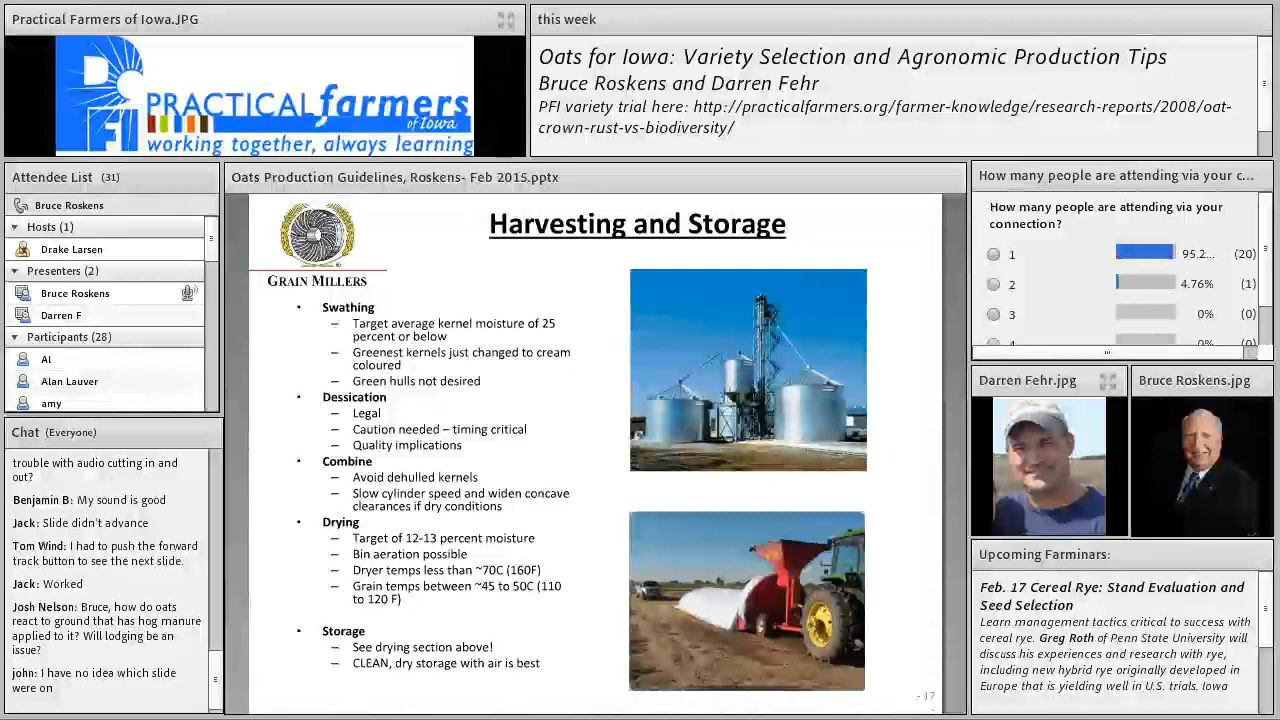 Practical Farmers of Iowa.JPG
PFI
PRACTICAL farmers
of Iowa
working together, always learning
this week
Oats for Iowa: Variety Selection and Agronomic Production Tips
Bruce Roskens and Darren Fehr
PFI variety trial here: http://practicalfarmers.org/farmer-knowledge/research-reports/2008/oat-
crown-rust-vs-biodiversity/
Attendee List (31)
Bruce Roskens
Hosts (1)
Drake Larsen
Presenters (2)
Bruce Roskens
Darren F
Participants (28)
Al
Alan Lauver
amy
Chat (Everyone)
trouble with audio cutting in and
out?
Benjamin B: My sound is good
Jack: Slide didn't advance
Tom Wind: I had to push the forward
track button to see the next slide.
Jack: Worked
Josh Nelson: Bruce, how do oats
react to ground that has hog manure
applied to it? Will lodging be an
issue?
john: I have no idea which slide
were on
Oats Production Guidelines, Roskens- Feb 2015.pptx
GRAIN MILLERS
Harvesting and Storage
• Swathing
– Target average kernel moisture of 25
percent or below
– Greenest kernels just changed to cream
coloured
– Green hulls not desired
• Dessication
– Legal
– Caution needed – timing critical
– Quality implications
• Combine
– Avoid dehulled kernels
– Slow cylinder speed and widen concave
clearances if dry conditions
• Drying
– Target of 12-13 percent moisture
– Bin aeration possible
– Dryer temps less than ~70C (160F)
– Grain temps between ~45 to 50C (110
to 120 F)
• Storage
– See drying section above!
– CLEAN, dry storage with air is best
- 17
How many people are attending via your c...
How many people are attending via your
connection?
1 95.2... (20)
2 4.76% (1)
3 0% (0)
4 0% (0)
Darren Fehr.jpg
Bruce Roskens.jpg
Upcoming Farminars:
Feb. 17 Cereal Rye: Stand Evaluation and
Seed Selection
Learn management tactics critical to success with
cereal rye. Greg Roth of Penn State University will
discuss his experiences and research with rye,
including new hybrid rye originally developed in
Europe that is yielding well in U.S. trials. Iowa